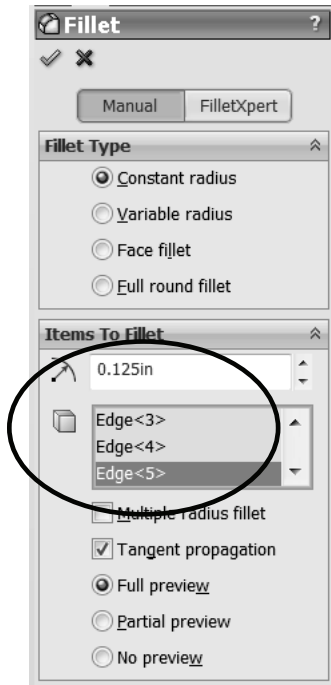 Fillet ?
Manual FilletXpert
Fillet Type
Constant radius
Variable radius
Face fillet
Full round fillet
Items To Fillet
0.125in
Edge<3>
Edge<4>
Edge<5>
Multiple radius fillet
Tangent propagation
Full preview
Partial preview
No preview